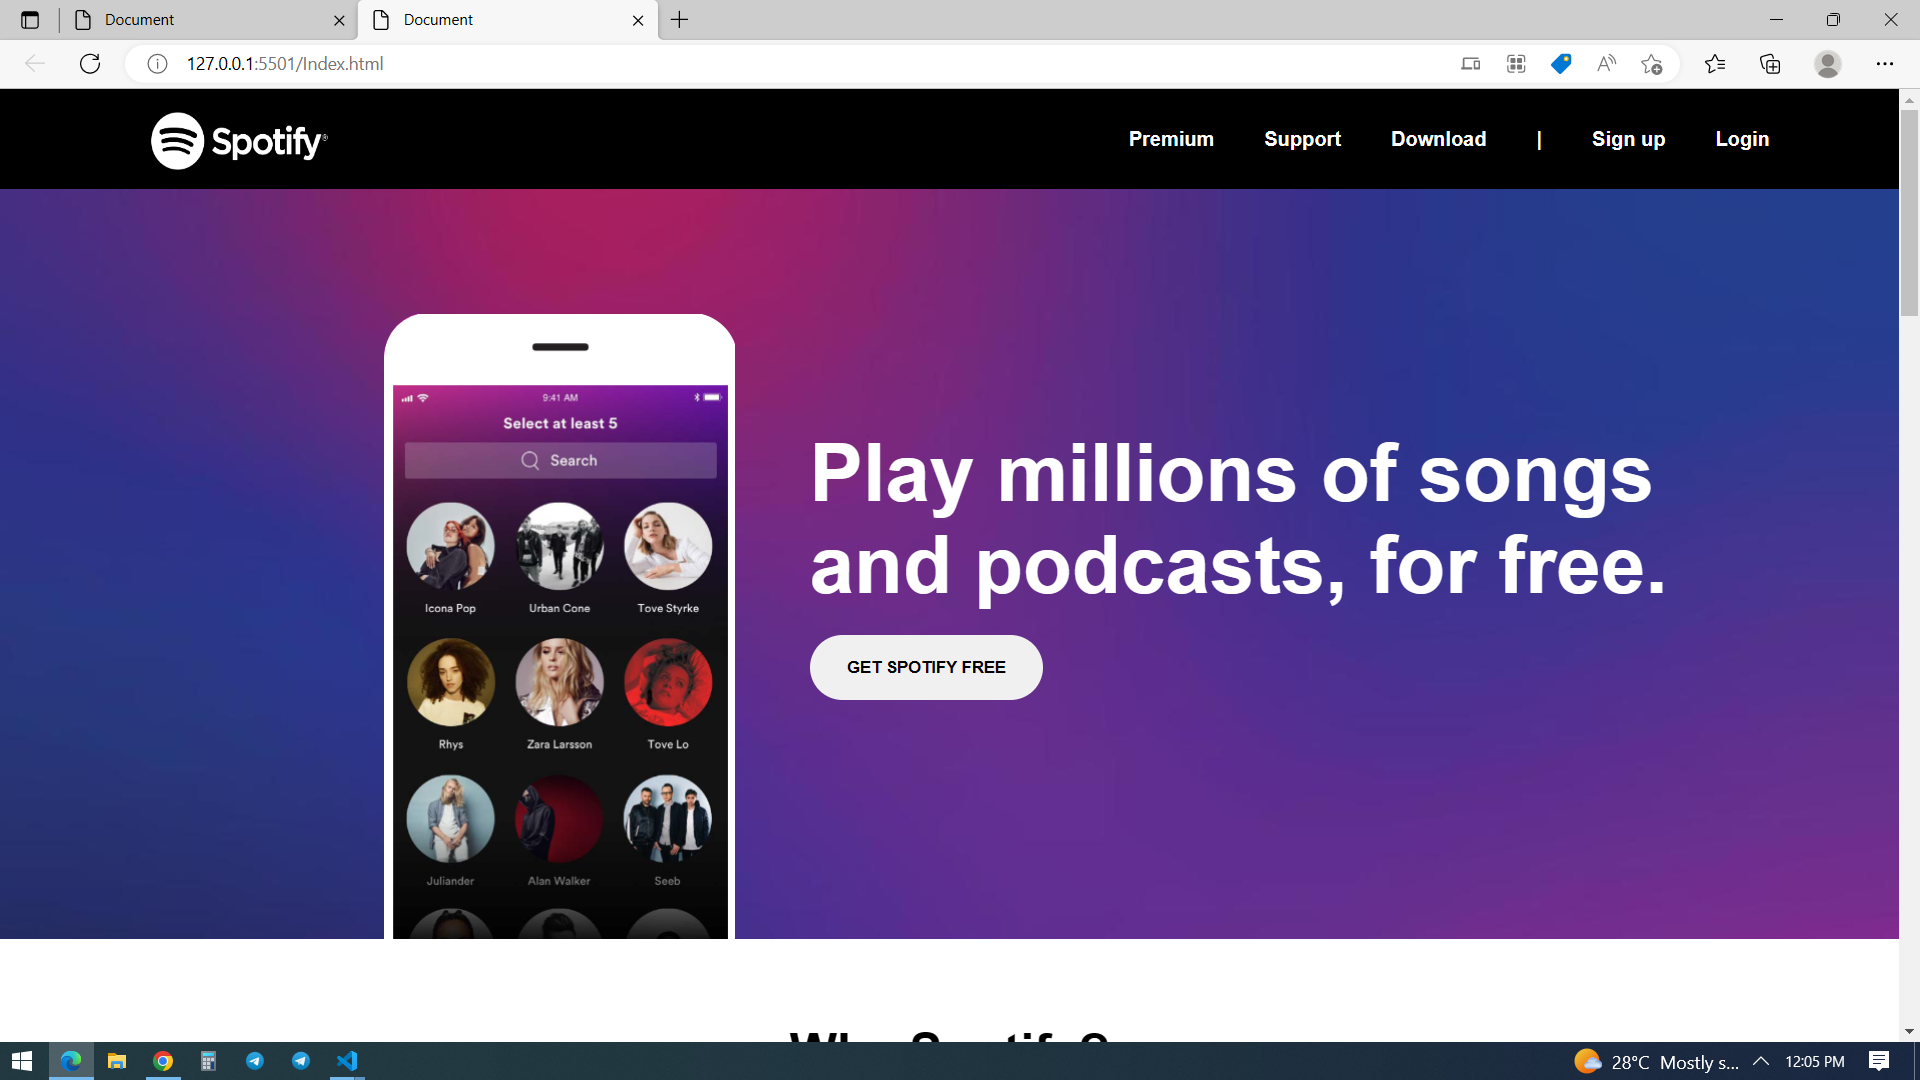 Document
Document
127.0.0.1:5501/Index.html
Spotify®
Premium Support Download | Sign up Login
9:41 AM
Select at least 5
Search
Icona Pop Urban Cone Tove Styrke
Rhys Zara Larsson Tove Lo
Juliander Alan Walker Seeb
Play millions of songs
and podcasts, for free.
GET SPOTIFY FREE
Why Spotify?
28°C Mostly s...
12:05 PM